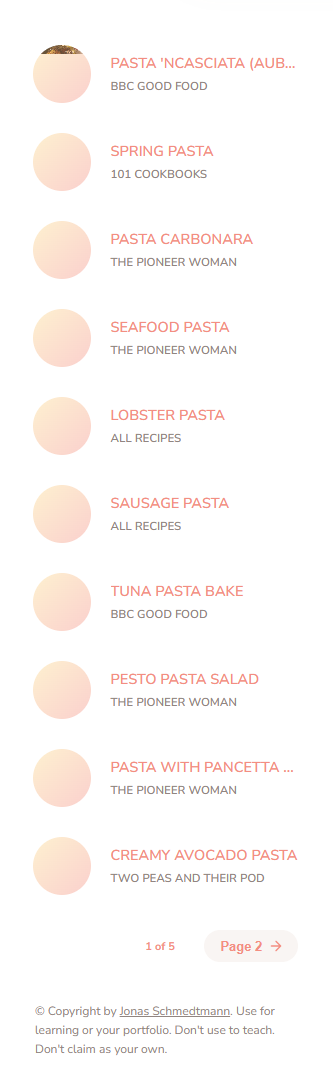 PASTA 'NCASCIATA (AUB...
BBC GOOD FOOD
SPRING PASTA
101 COOKBOOKS
PASTA CARBONARA
THE PIONEER WOMAN
SEAFOOD PASTA
THE PIONEER WOMAN
LOBSTER PASTA
ALL RECIPES
SAUSAGE PASTA
ALL RECIPES
TUNA PASTA BAKE
BBC GOOD FOOD
PESTO PASTA SALAD
THE PIONEER WOMAN
PASTA WITH PANCETTA ...
THE PIONEER WOMAN
CREAMY AVOCADO PASTA
TWO PEAS AND THEIR POD
1 of 5 Page 2 →
© Copyright by Jonas Schmedtmann. Use for
learning or your portfolio. Don't use to teach.
Don't claim as your own.